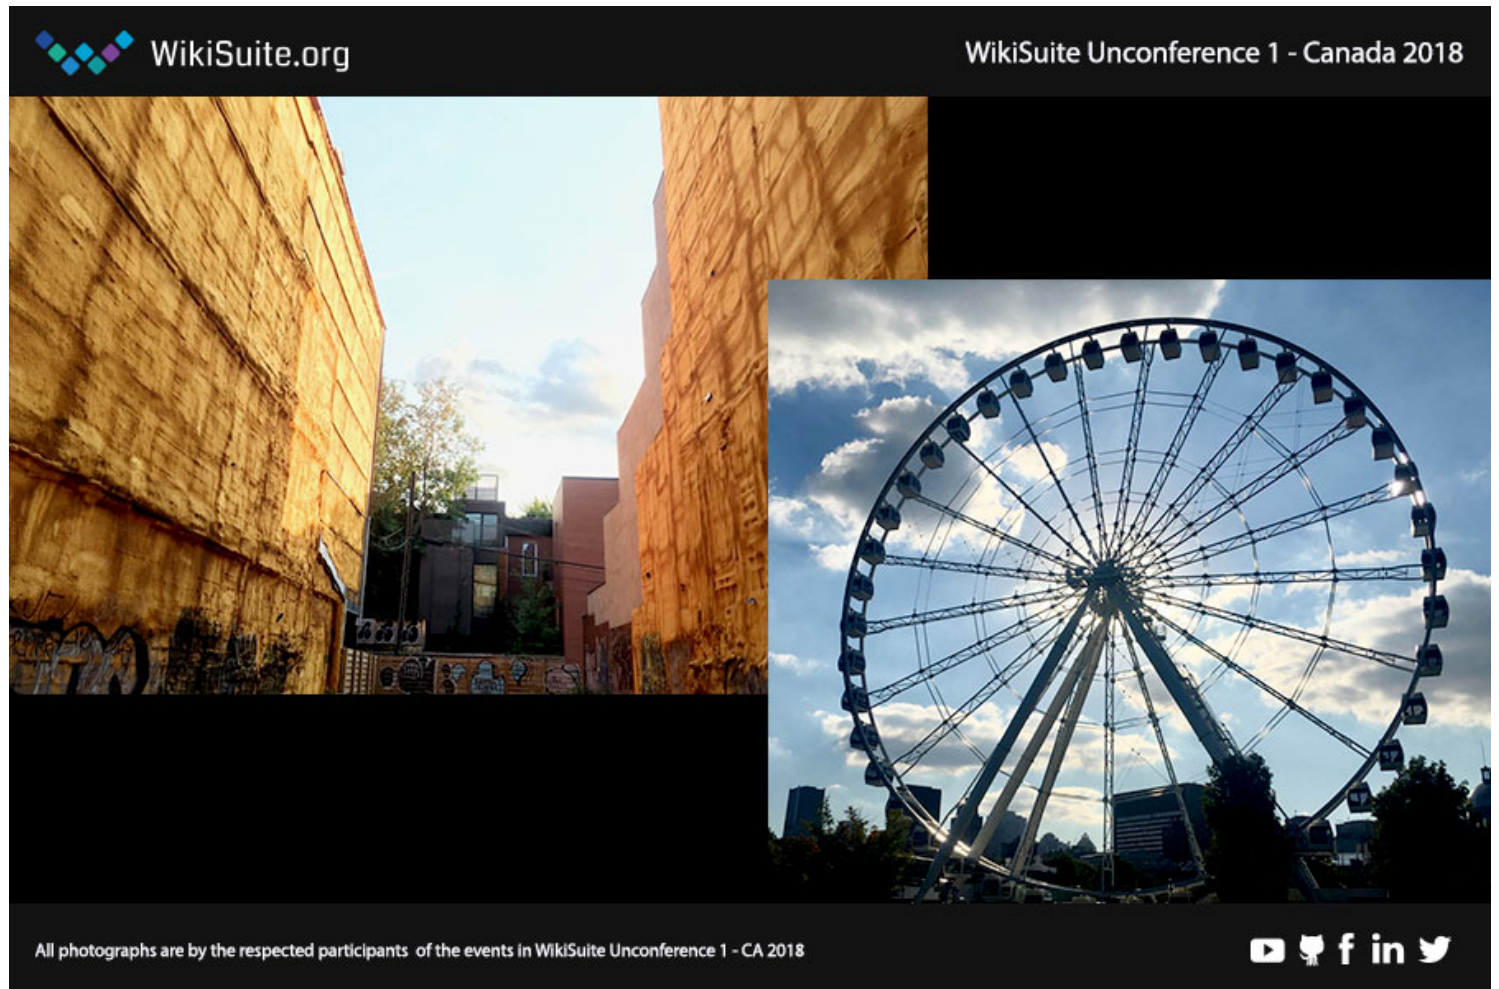 WikiSuite.org
WikiSuite Unconference 1 - Canada 2018
All photographs are by the respected participants of the events in WikiSuite Unconference 1 - CA 2018